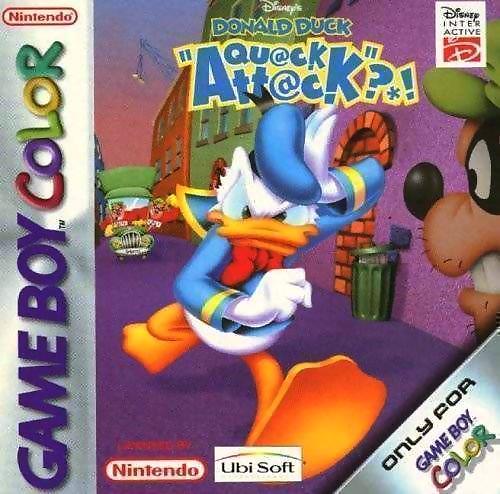 Nintendo
GAME BOY COLOR
TM
Disney's
DONALD DUCK
"QU@CK
ATT@CK"?*!
Disney
INTER
ACTIVE
LICENSED BY
Nintendo
Ubi Soft
ONLY FOR
GAME BOY
COLOR